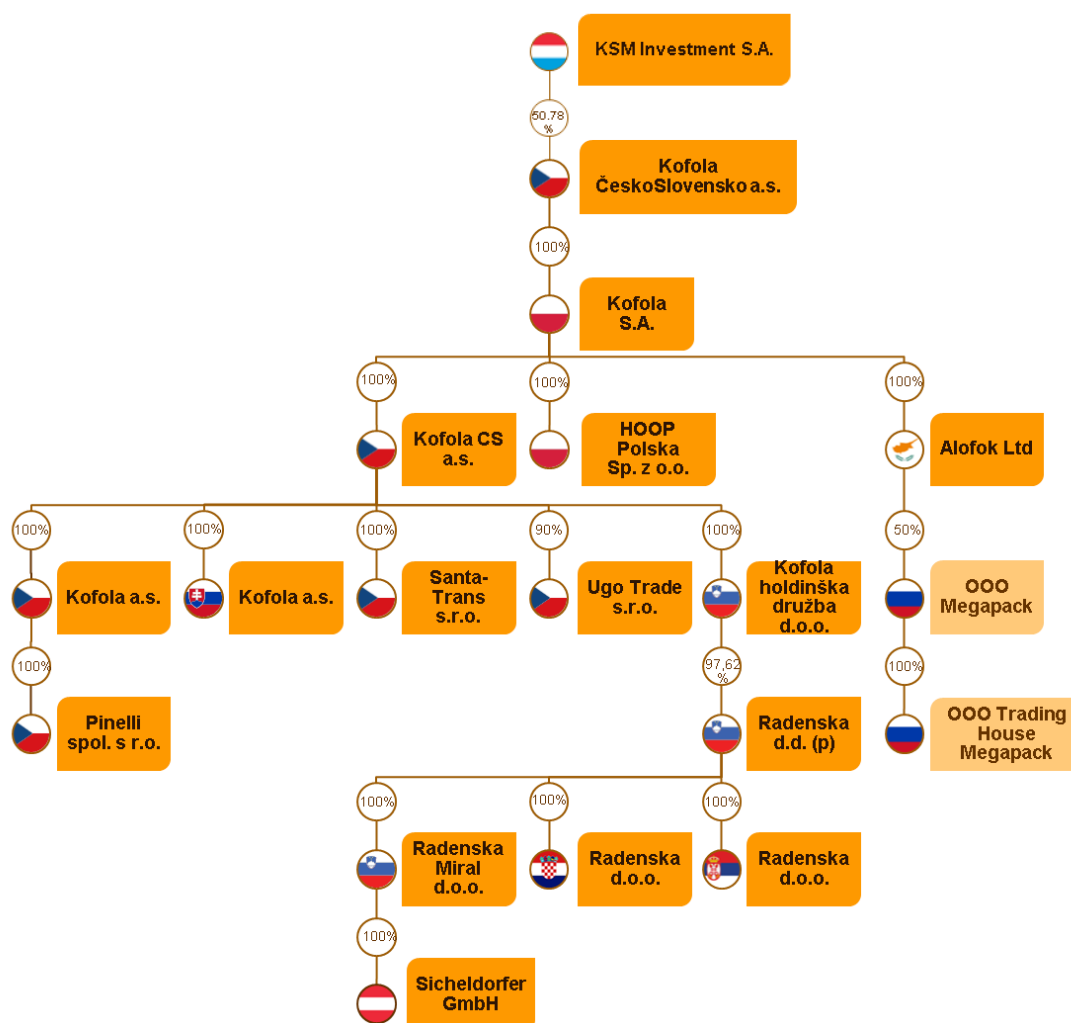 KSM Investment S.A.
50.78
%
Kofola
ČeskoSlovensko a.s.
100%
Kofola
S.A.
100%
100%
100%
Kofola CS
a.s.
HOOP
Polska
Sp. z o.o.
Alofok Ltd
100%
100%
100%
90%
100%
50%
Kofola a.s.
Kofola a.s.
Santa-
Trans
s.r.o.
Ugo Trade
s.r.o.
Kofola
holdinška
družba
d.o.o.
OOO
Megapack
100%
97,62
%
100%
Pinelli
spol. s r.o.
Radenska
d.d. (p)
OOO Trading
House
Megapack
100%
100%
100%
Radenska
Miral
d.o.o.
Radenska
d.o.o.
Radenska
d.o.o.
100%
Sicheldorfer
GmbH